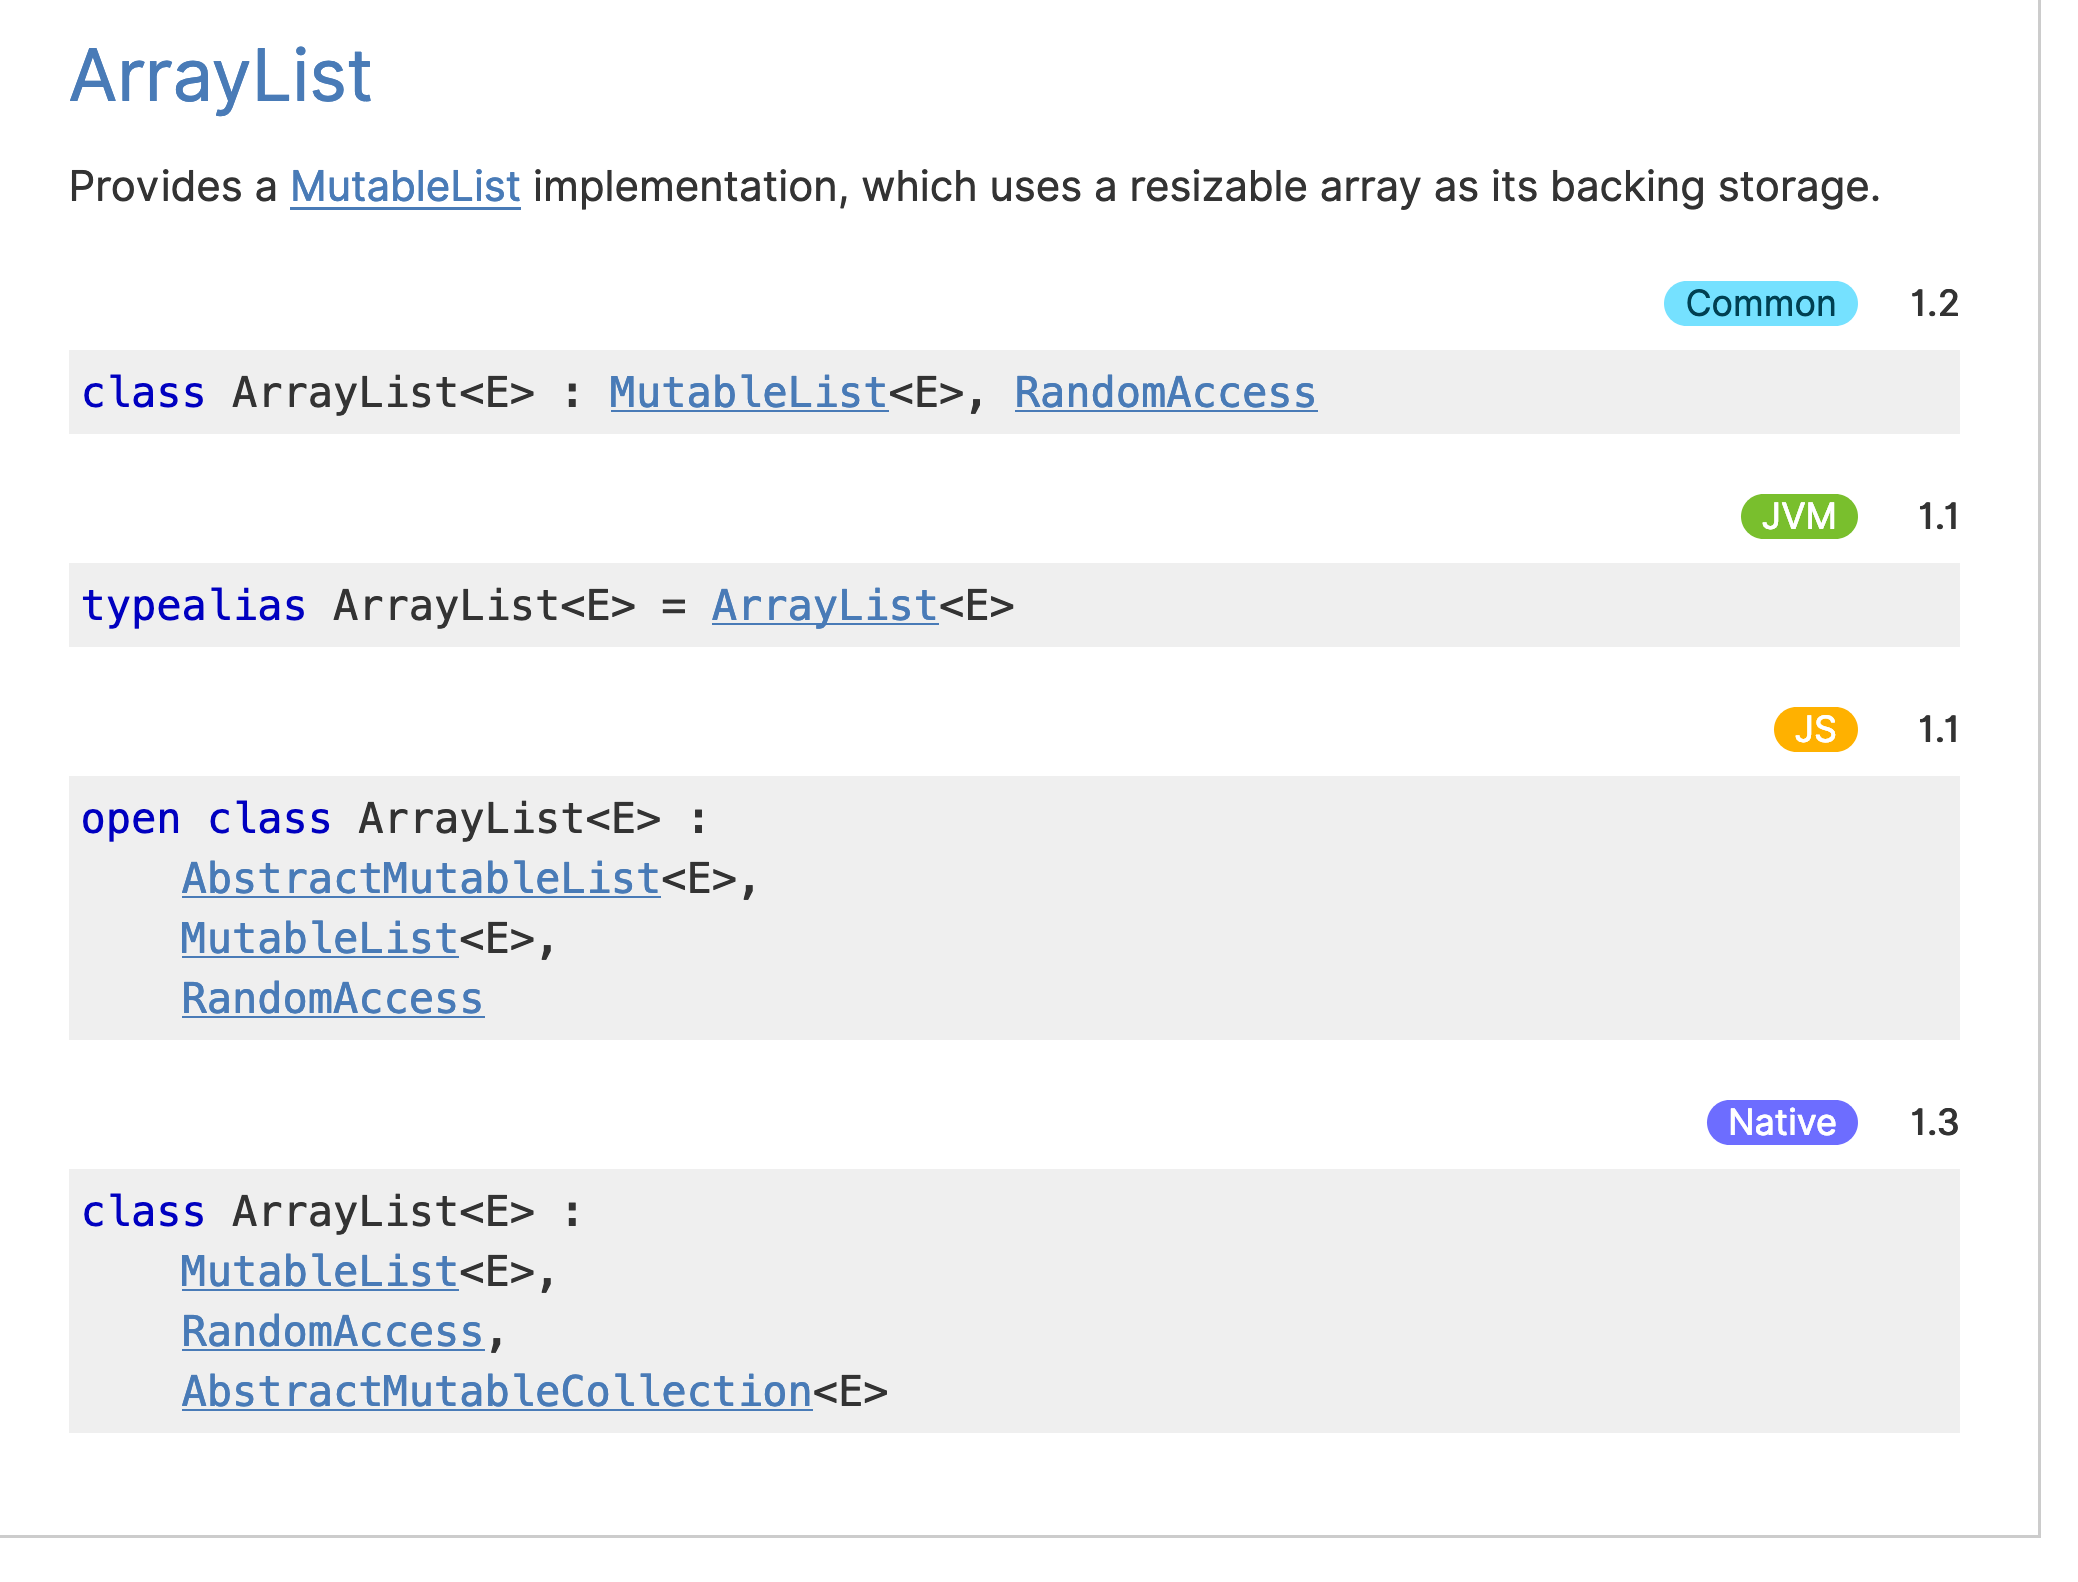 ArrayList
Provides a MutableList implementation, which uses a resizable array as its backing storage.
Common 1.2
class ArrayList<E> : MutableList<E>, RandomAccess
JVM 1.1
typealias ArrayList<E> = ArrayList<E>
JS 1.1
open class ArrayList<E> :
    AbstractMutableList<E>,
    MutableList<E>,
    RandomAccess
Native 1.3
class ArrayList<E> :
    MutableList<E>,
    RandomAccess,
    AbstractMutableCollection<E>